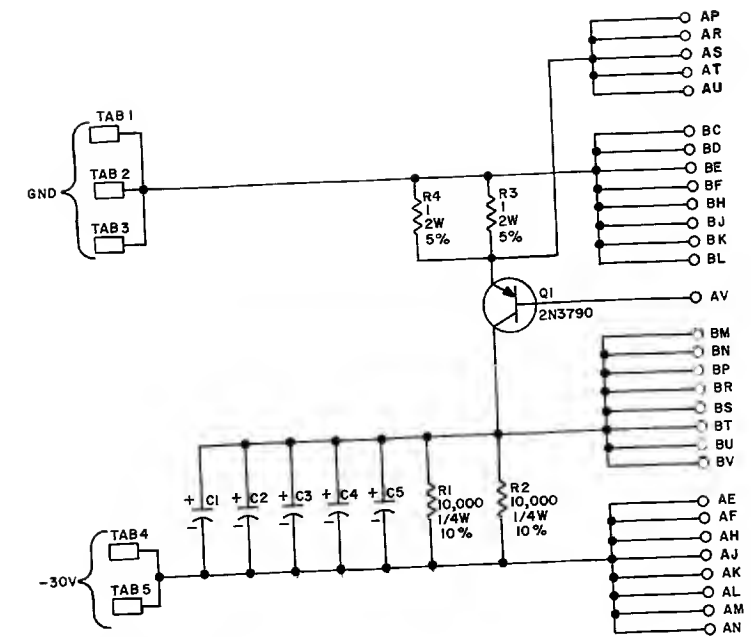 AP
AR
AS
AT
AU
TAB 1
GND
TAB 2
TAB 3
BC
BD
BE
BF
BH
BJ
BK
BL
R4
1
2W
5%
R3
1
2W
5%
Q1
2N3790
AV
BM
BN
BP
BR
BS
BT
BU
BV
+ C1 -
+ C2 -
+ C3 -
+ C4 -
+ C5 -
R1
10,000
1/4W
10%
R2
10,000
1/4W
10%
TAB 4
-30V
TAB 5
AE
AF
AH
AJ
AK
AL
AM
AN